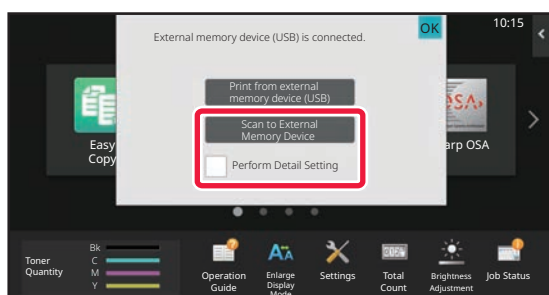 External memory device (USB) is connected.
OK
10:15
Print from external
memory device (USB)
Scan to External
Memory Device
Perform Detail Setting
Easy
Copy
arp OSA
Toner
Quantity
Bk
C
M
Y
Operation
Guide
Enlarge
Display
Mode
Settings
Total
Count
Brightness
Adjustment
Job Status